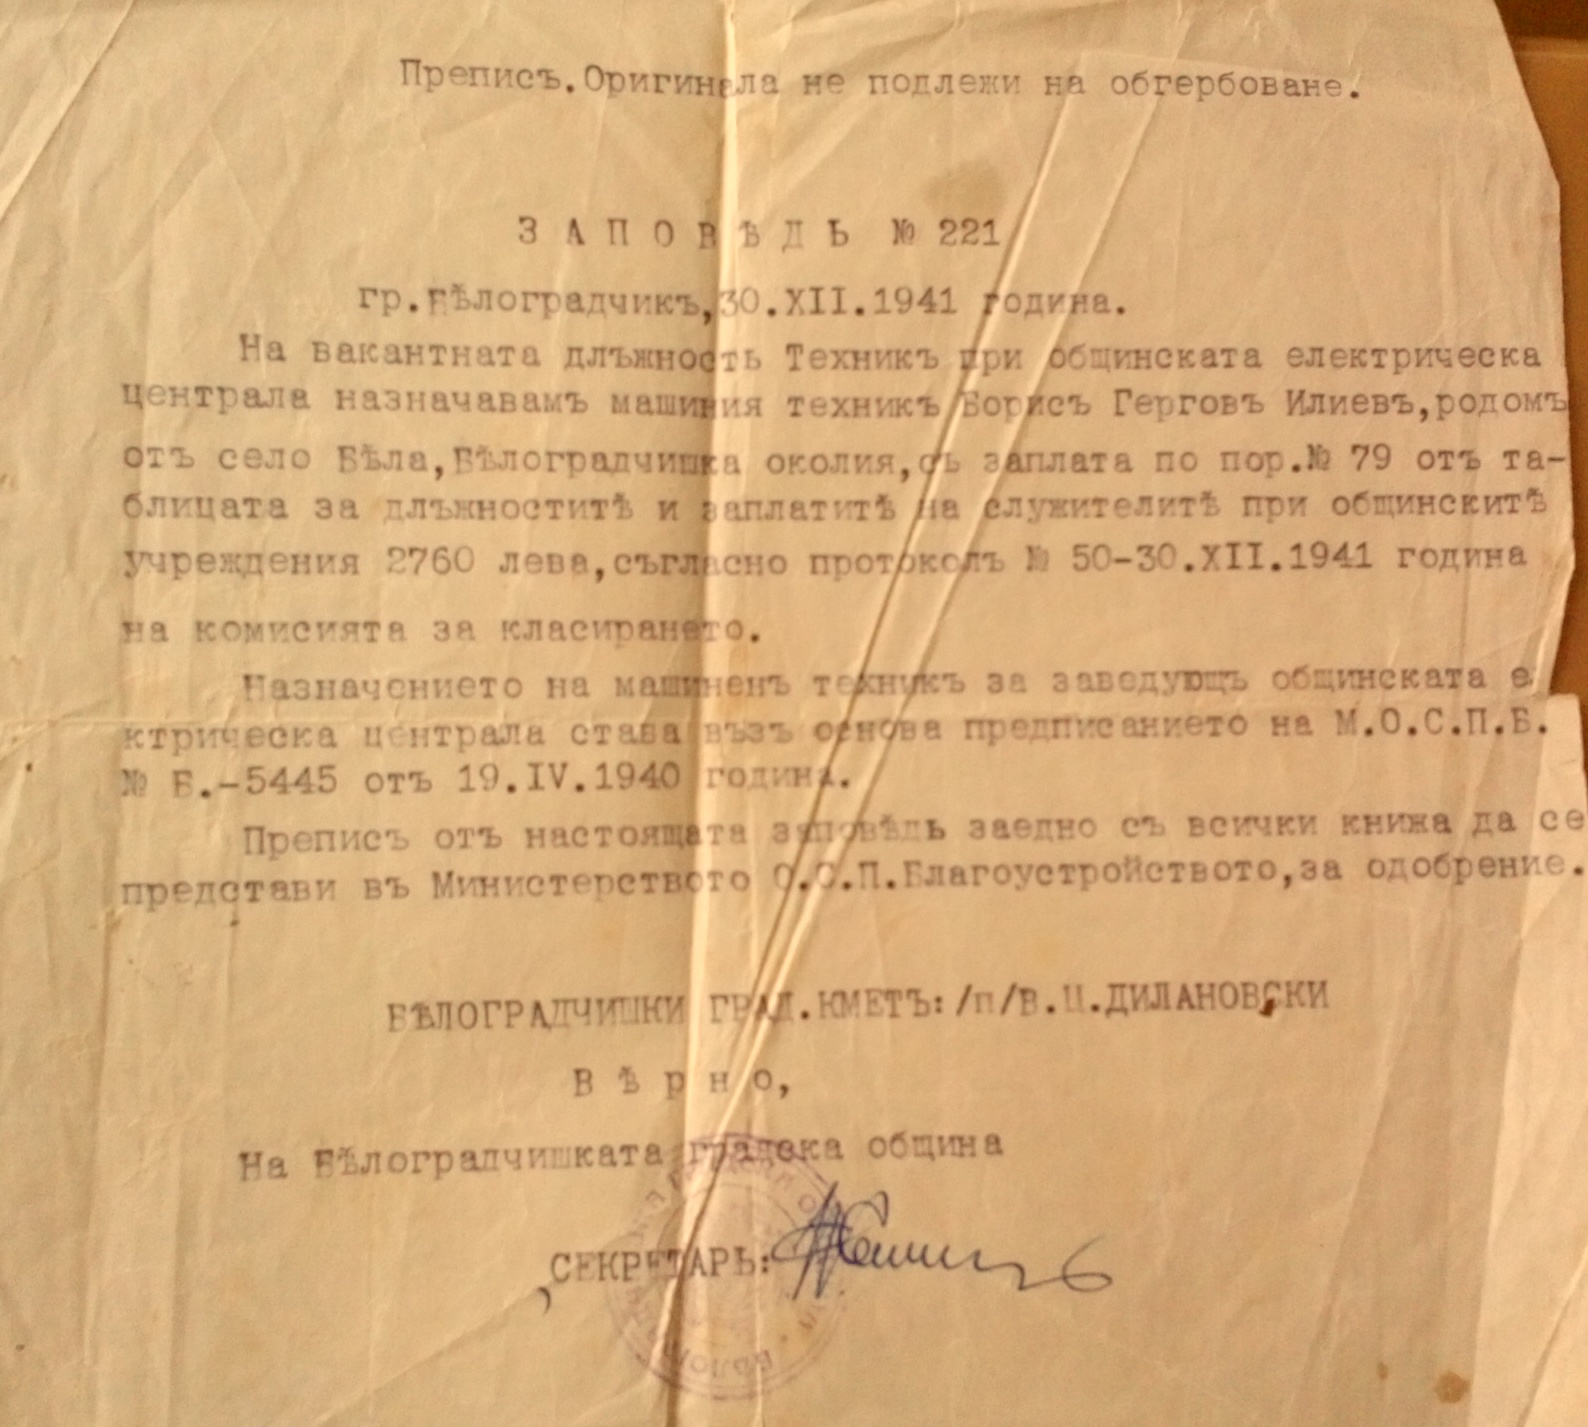 Преписъ.Оригинала не подлежи на обгербоване.
З А П О В Ѣ Д Ь № 221
гр.Бѣлоградчикъ,30.XII.1941 година.
На вакантната длъжность Техникъ при общинската електрическа
централа назначавамъ машиния техникъ Борисъ Герговъ Илиевъ,родомъ
отъ село Бѣла,Бѣлоградчишка околия,съ заплата по пор.№ 79 отъ та-
блицата за длъжноститѣ и заплатитѣ на служителитѣ при общинскитѣ
учреждения 2760 лева,съгласно протоколъ № 50-30.XII.1941 година
на комисията за класирането.
Назначението на машиненъ техникъ за заведующъ общинската е
ктрическа централа става възъ основа предписанието на М.О.С.П.Б.
№ Б.-5445 отъ 19.IV.1940 година.
Преписъ отъ настоящата заповѣдь заедно съ всички книжа да се
представи въ Министерството О.С.П.Благоустройството,за одобрение.
БѢЛОГРАДЧИШКИ ГРАД.КМЕТЪ:/п/В.Ц.ДИЛАНОВСКИ
В ѣ р н о,
На Бѣлоградчишката градска община
СЕКРЕТАРЬ: